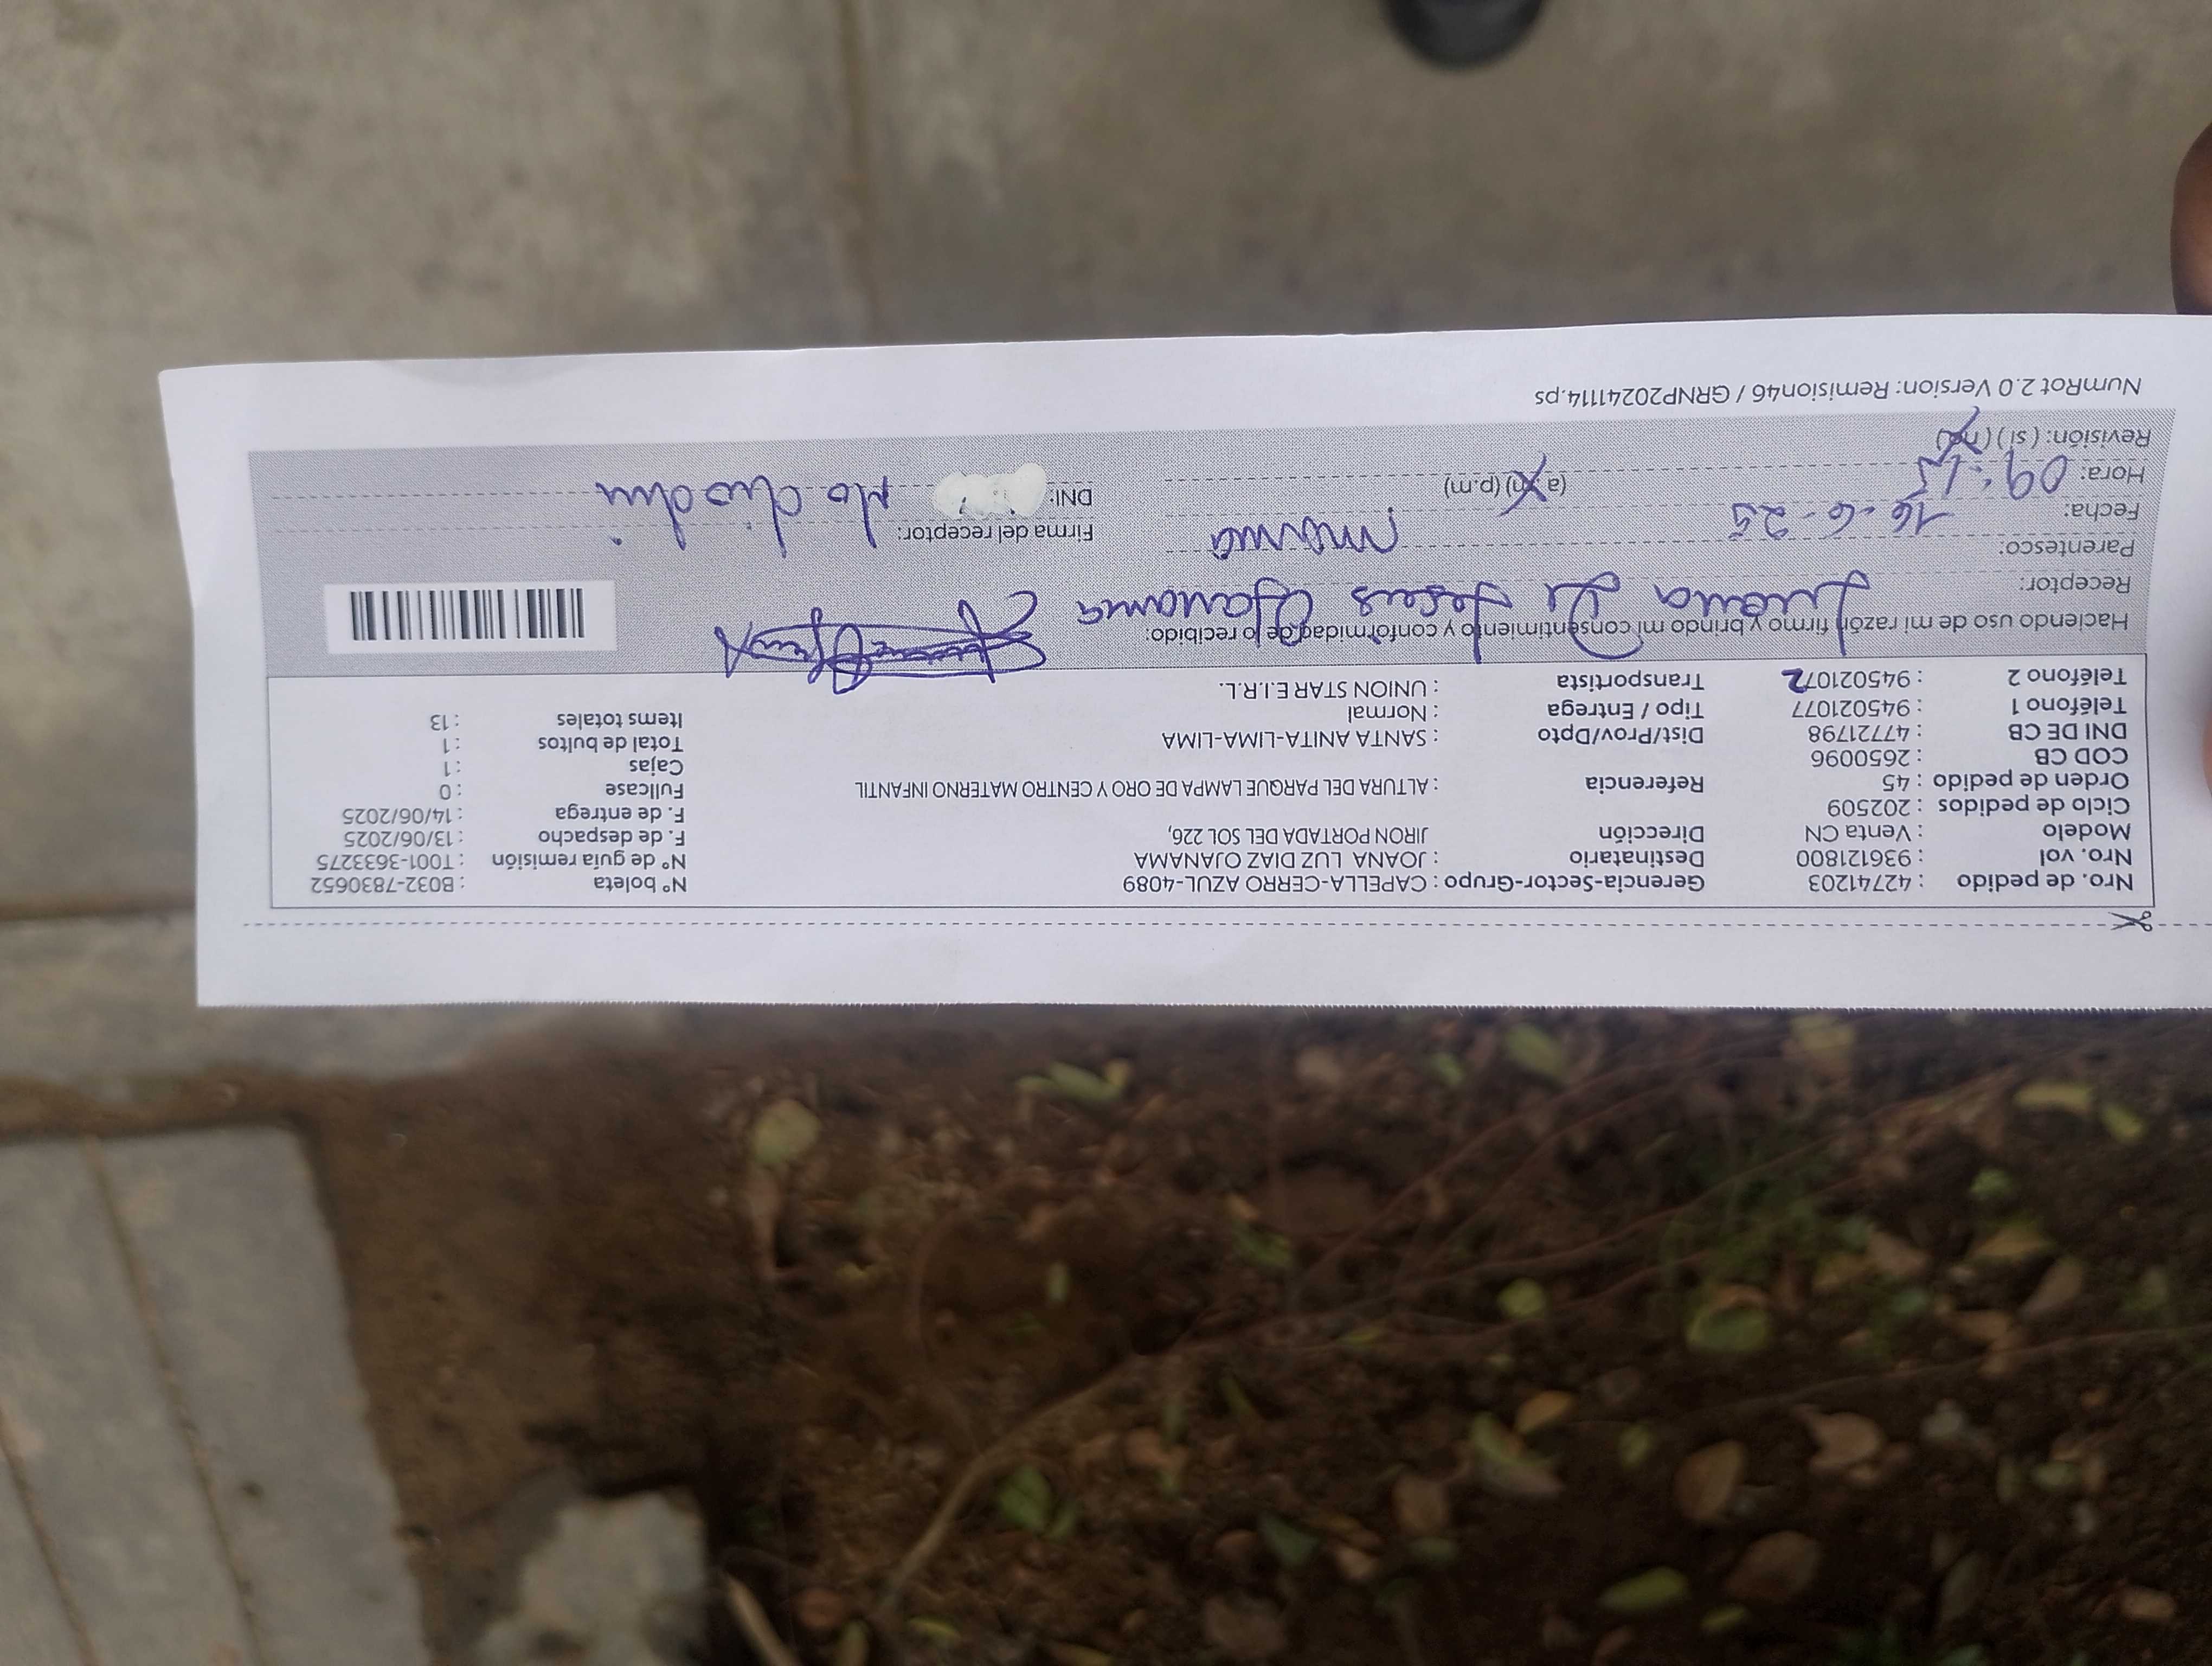 Nro. de pedido : 42741203 Gerencia-Sector-Grupo : CAPELLA-CERRO AZUL-4089 N° boleta : B032-7830652
Nro. vol : 936121800 Destinatario : JOANA LUZ DIAZ OJANAMA N° de guía remisión : T001-3633275
Modelo : Venta CN Dirección JIRON PORTADA DEL SOL 226, F. de despacho : 13/06/2025
Ciclo de pedidos : 202509 F. de entrega : 14/06/2025
Orden de pedido : 45 Referencia : ALTURA DEL PARQUE LAMPA DE ORO Y CENTRO MATERNO INFANTIL Fullcase : 0
COD CB : 2650096 Cajas : 1
DNI DE CB : 47721798 Dist/Prov/Dpto : SANTA ANITA-LIMA-LIMA Total de bultos : 1
Teléfono 1 : 945021077 Tipo / Entrega : Normal Items totales : 13
Teléfono 2 : 945021072 Transportista : UNION STAR E.I.R.L.
Haciendo uso de mi razón firmo y brindo mi consentimiento y conformidad de lo recibido:
Receptor: Juana De Jesus Ojanama
Parentesco: mama
Fecha: 16-6-25 Firma del receptor:
Hora: 09:15 (a.m) (p.m) DNI: No
Revisión: (si) (no)
NumRot 2.0 Version: Remision46 / GRNP20241114.ps